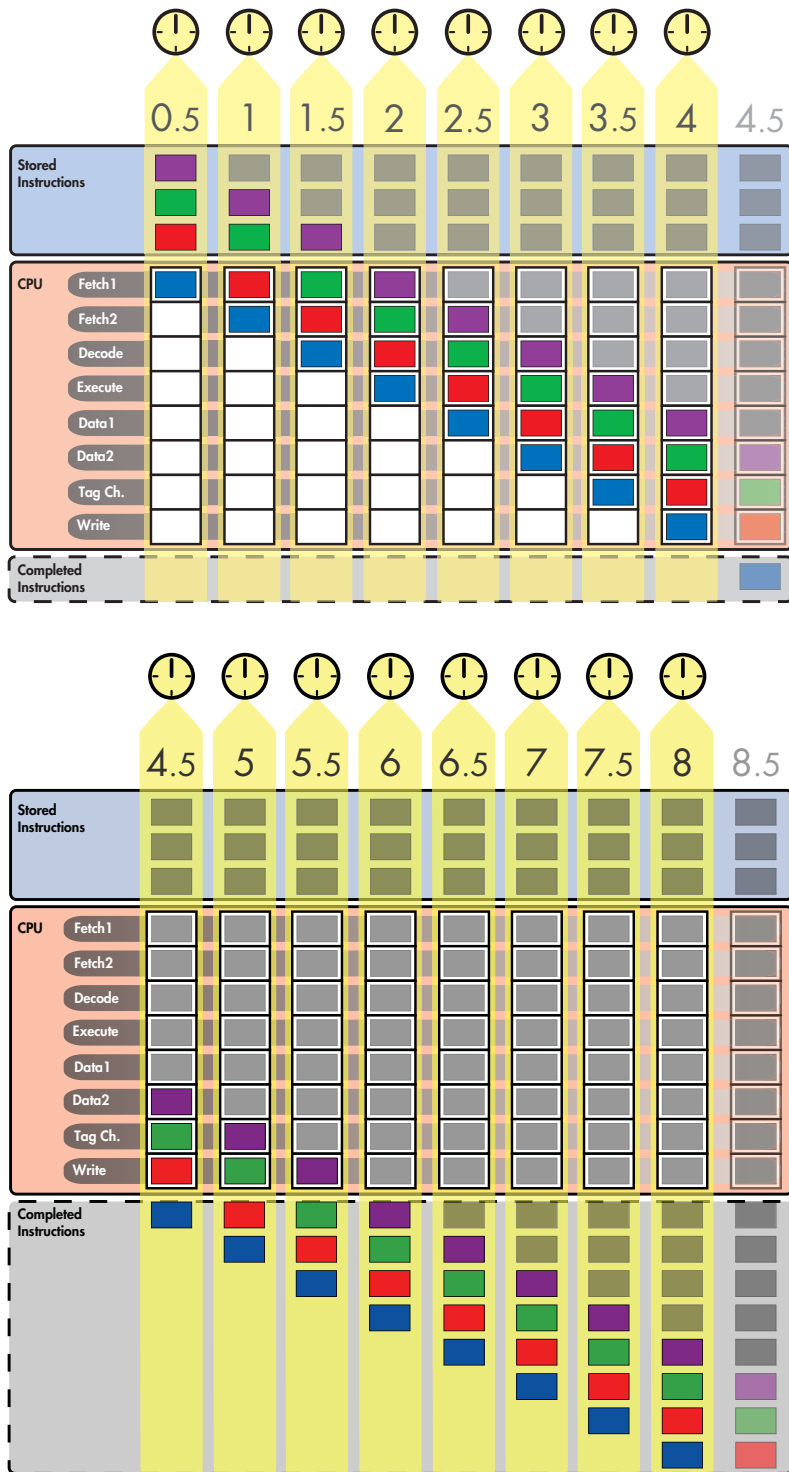 0.5 1 1.5 2 2.5 3 3.5 4 4.5
Stored
Instructions
CPU Fetch1
Fetch2
Decode
Execute
Data1
Data2
Tag Ch.
Write
Completed
Instructions
4.5 5 5.5 6 6.5 7 7.5 8 8.5
Stored
Instructions
CPU Fetch1
Fetch2
Decode
Execute
Data1
Data2
Tag Ch.
Write
Completed
Instructions